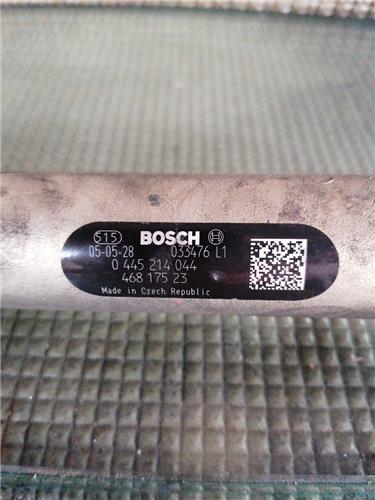 515 BOSCH
05-05-28 033476 L1
0 445 214 044
468 175 23
Made in Czech Republic